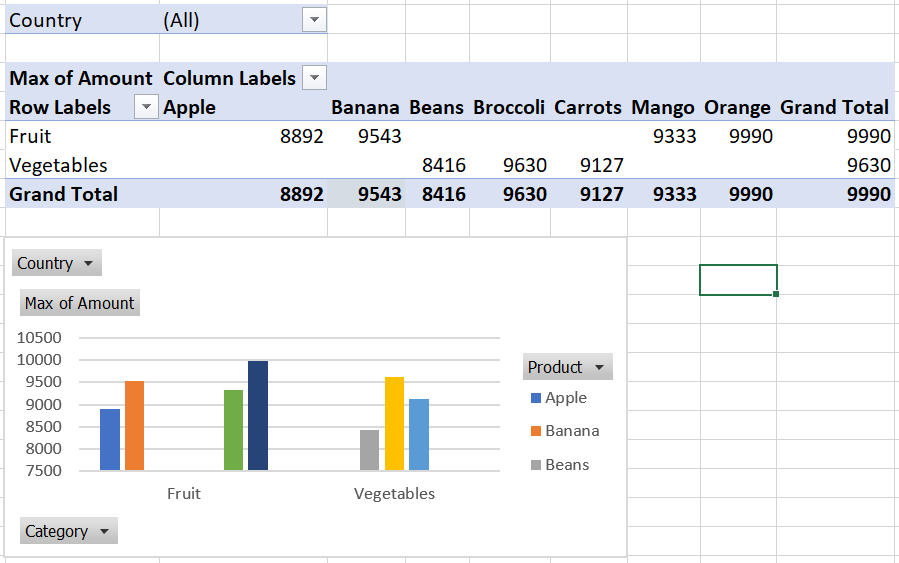 Country (All)
Max of Amount Column Labels
Row Labels Apple Banana Beans Broccoli Carrots Mango Orange Grand Total
Fruit 8892 9543 9333 9990 9990
Vegetables 8416 9630 9127 9630
Grand Total 8892 9543 8416 9630 9127 9333 9990 9990
Country
Max of Amount
10500
10000
9500
9000
8500
8000
7500
Fruit Vegetables
Product
Apple
Banana
Beans
Category